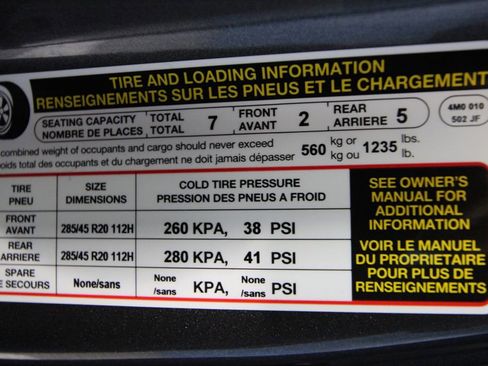 TIRE AND LOADING INFORMATION
RENSEIGNEMENTS SUR LES PNEUS ET LE CHARGEMENT
SEATING CAPACITY TOTAL 7 FRONT 2 REAR 5
NOMBRE DE PLACES TOTAL AVANT ARRIERE
4M0 010
502 JF
combined weight of occupants and cargo should never exceed 560 kg or 1235 lbs.
oids total des occupants et du chargement ne doit jamais dépasser kg ou lb.
TIRE SIZE COLD TIRE PRESSURE
PNEU DIMENSIONS PRESSION DES PNEUS A FROID
FRONT
AVANT 285/45 R20 112H 260 KPA, 38 PSI
REAR
ARRIERE 285/45 R20 112H 280 KPA, 41 PSI
SPARE None/sans None/sans KPA, None/sans PSI
E SECOURS
SEE OWNER'S
MANUAL FOR
ADDITIONAL
INFORMATION
VOIR LE MANUEL
DU PROPRIETAIRE
POUR PLUS DE
RENSEIGNEMENTS